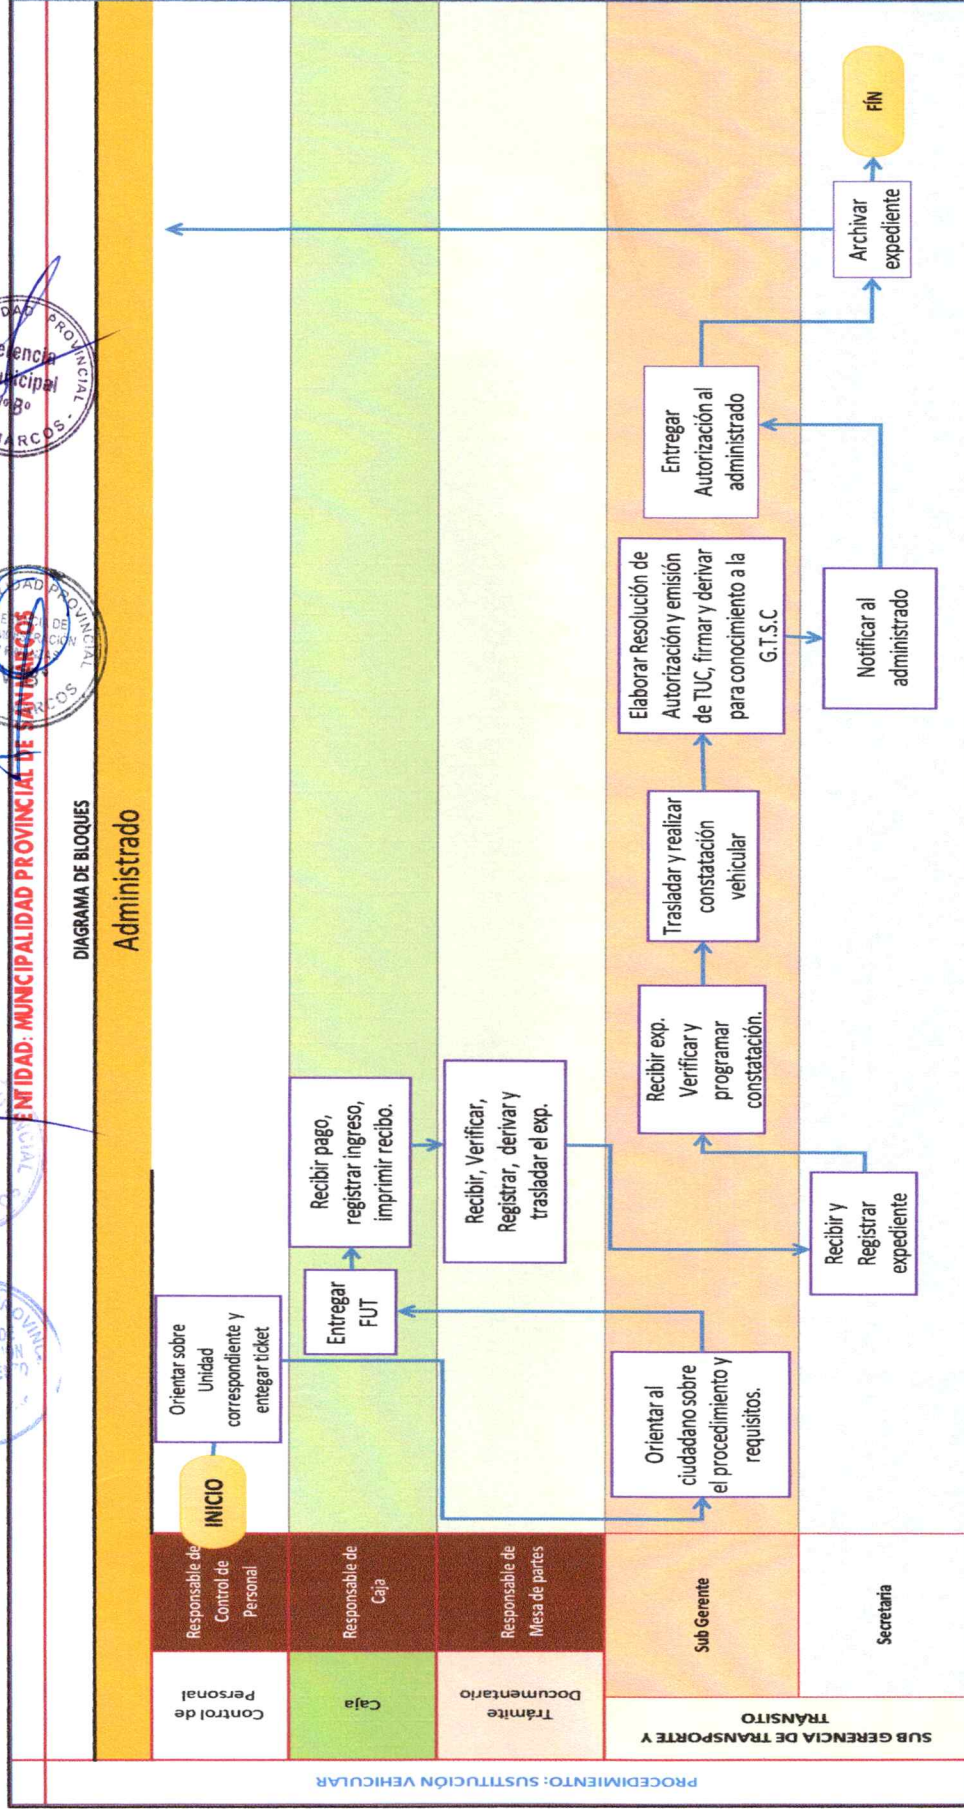 ENTIDAD: MUNICIPALIDAD PROVINCIAL DE SAN MARCOS
DIAGRAMA DE BLOQUES
Administrado
PROCEDIMIENTO: SUSTITUCIÓN VEHICULAR
Control de
Personal
Responsable de
Control de
Personal
INICIO
Orientar sobre
Unidad
correspondiente y
entegar ticket
Caja
Responsable de
Caja
Entregar
FUT
Recibir pago,
registrar ingreso,
imprimir recibo.
Trámite
Documentario
Responsable de
Mesa de partes
Recibir, Verificar,
Registrar, derivar y
trasladar el exp.
SUB GERENCIA DE TRANSPORTE Y
TRÁNSITO
Sub Gerente
Orientar al
ciudadano sobre
el procedimiento y
requisitos.
Recibir exp.
Verificar y
programar
constatación.
Trasladar y realizar
constatación
vehicular
Elaborar Resolución de
Autorización y emisión
de TUC, firmar y derivar
para conocimiento a la
G.T.S.C
Entregar
Autorización al
administrado
Secretaria
Recibir y
Registrar
expediente
Notificar al
administrado
Archivar
expediente
FÍN
PROVINCIAL
MARCOS